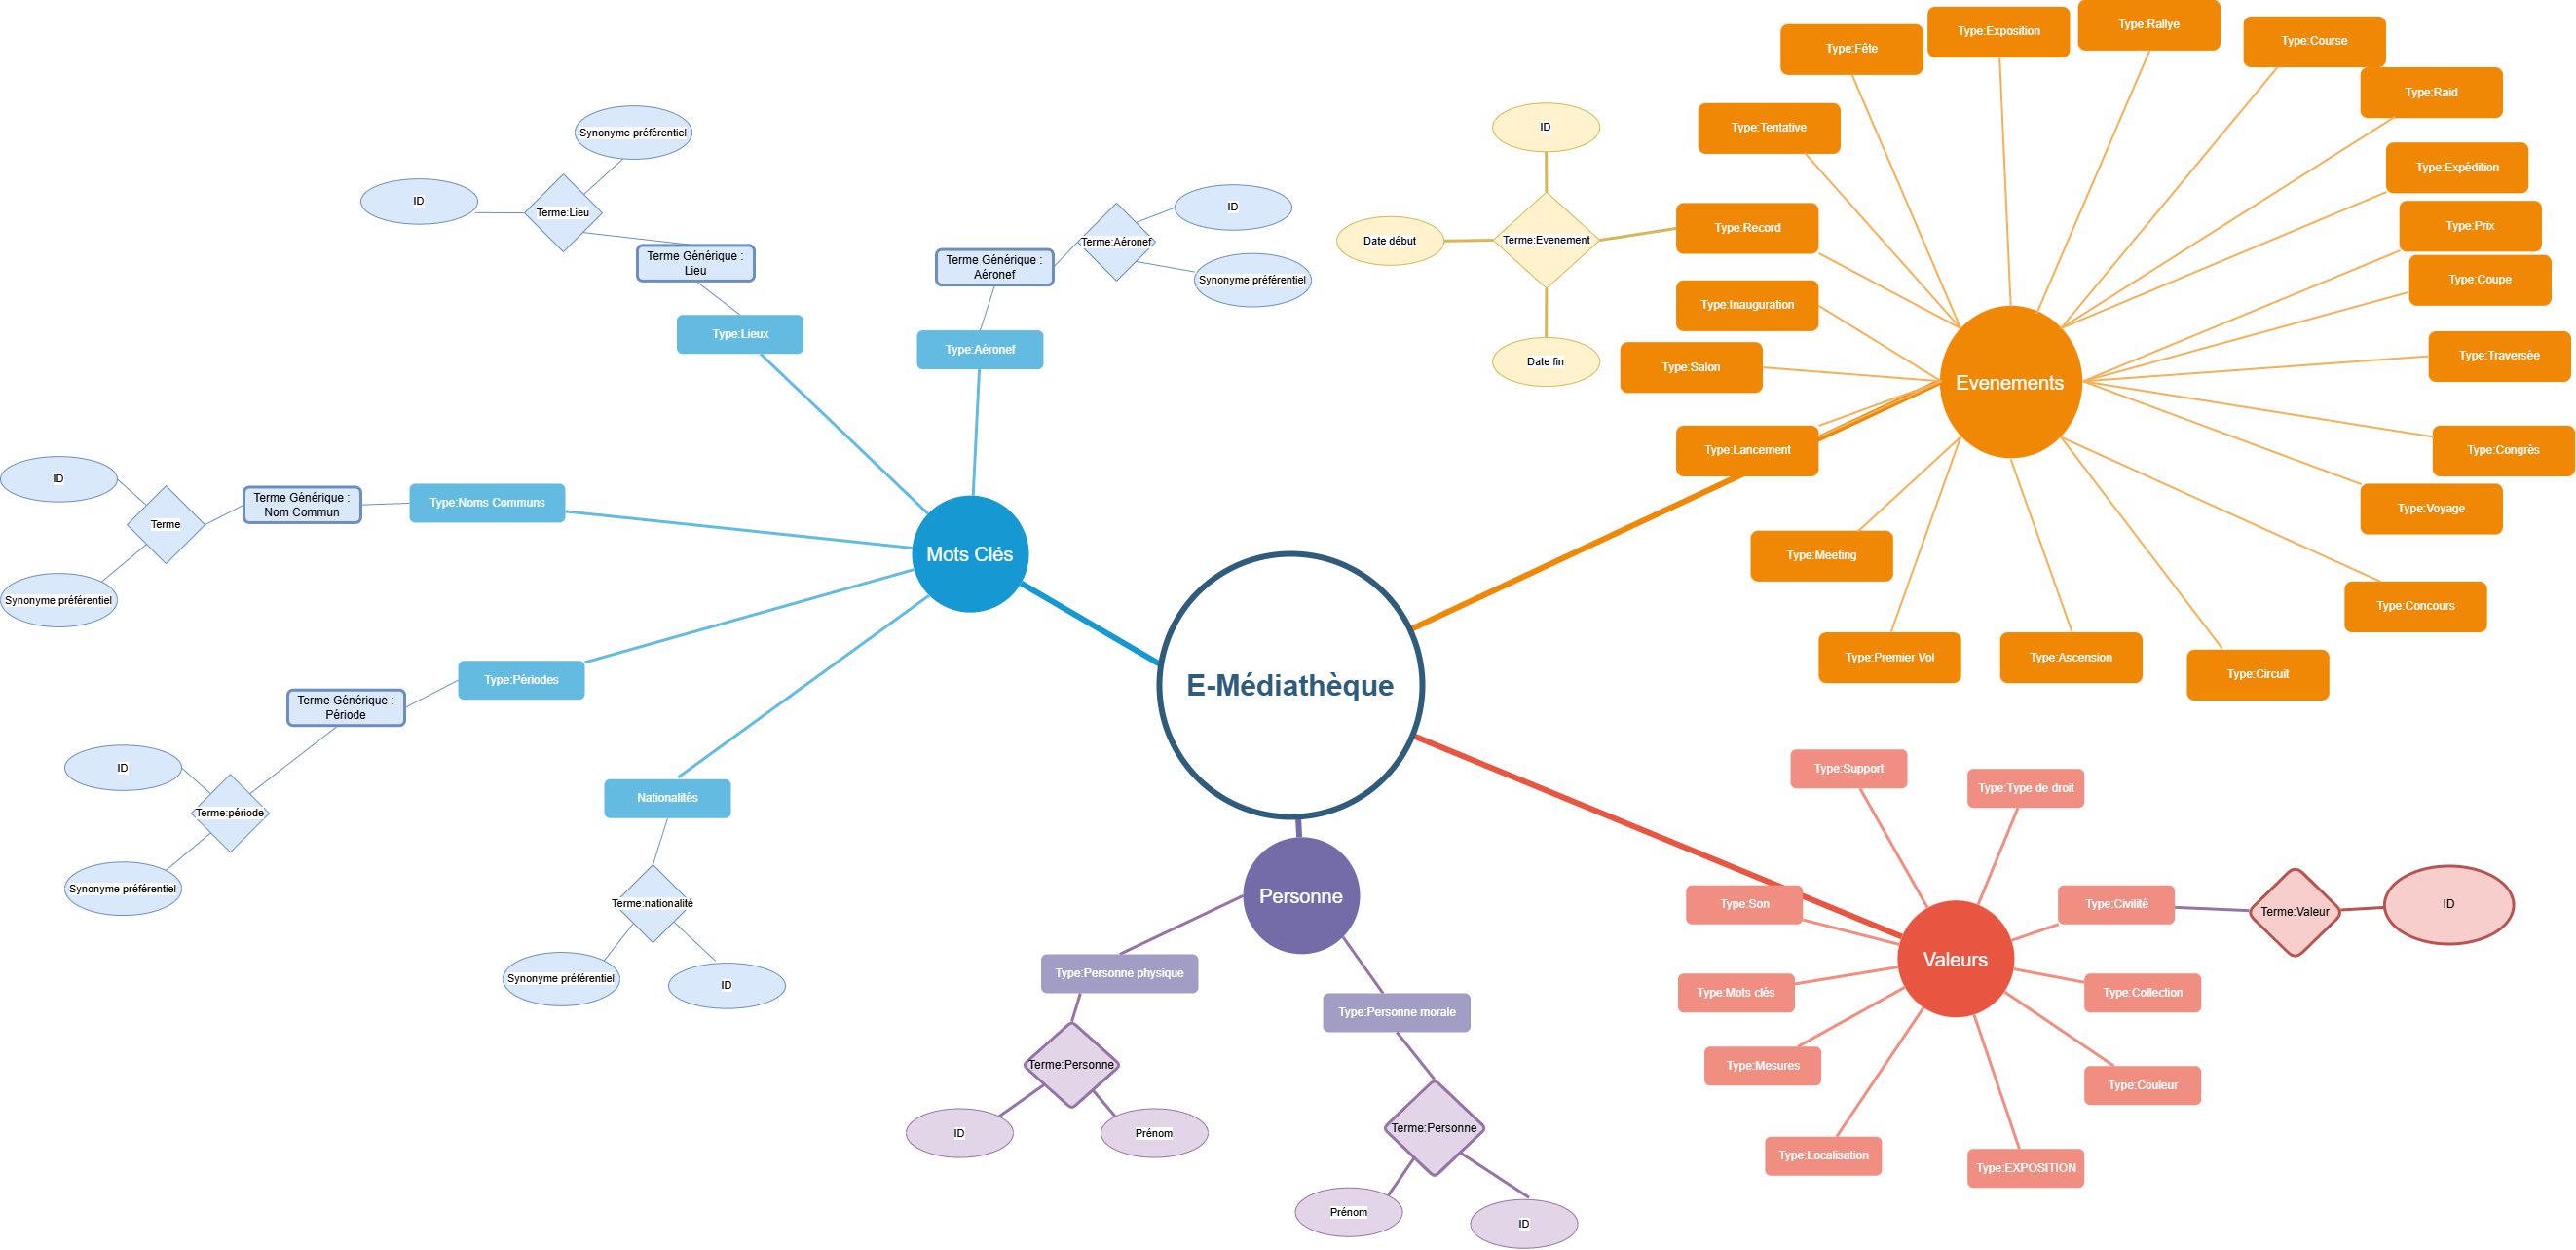 E-Médiathèque
Mots Clés
Type:Lieux
Terme Générique :
Lieu
Terme:Lieu
ID
Synonyme préférentiel
Type:Aéronef
Terme Générique :
Aéronef
Terme:Aéronef
ID
Synonyme préférentiel
Type:Noms Communs
Terme Générique :
Nom Commun
Terme
ID
Synonyme préférentiel
Type:Périodes
Terme Générique :
Période
Terme:période
ID
Synonyme préférentiel
Nationalités
Terme:nationalité
Synonyme préférentiel
ID
Evenements
Type:Fête
Type:Exposition
Type:Rallye
Type:Course
Type:Raid
Type:Expédition
Type:Prix
Type:Coupe
Type:Traversée
Type:Congrès
Type:Voyage
Type:Concours
Type:Circuit
Type:Ascension
Type:Premier Vol
Type:Meeting
Type:Lancement
Type:Salon
Type:Inauguration
Type:Record
Type:Tentative
Terme:Evenement
ID
Date début
Date fin
Personne
Type:Personne physique
Terme:Personne
ID
Prénom
Type:Personne morale
Terme:Personne
Prénom
ID
Valeurs
Type:Support
Type:Type de droit
Type:Son
Type:Civilité
Terme:Valeur
ID
Type:Mots clés
Type:Collection
Type:Mesures
Type:Couleur
Type:Localisation
Type:EXPOSITION